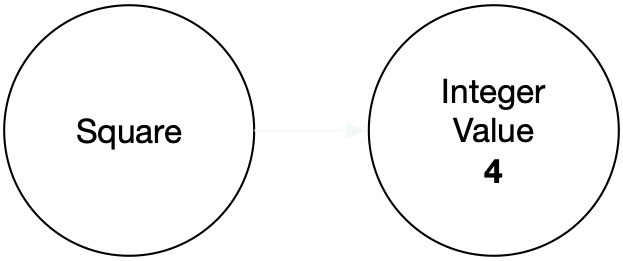 Square
Integer
Value
4